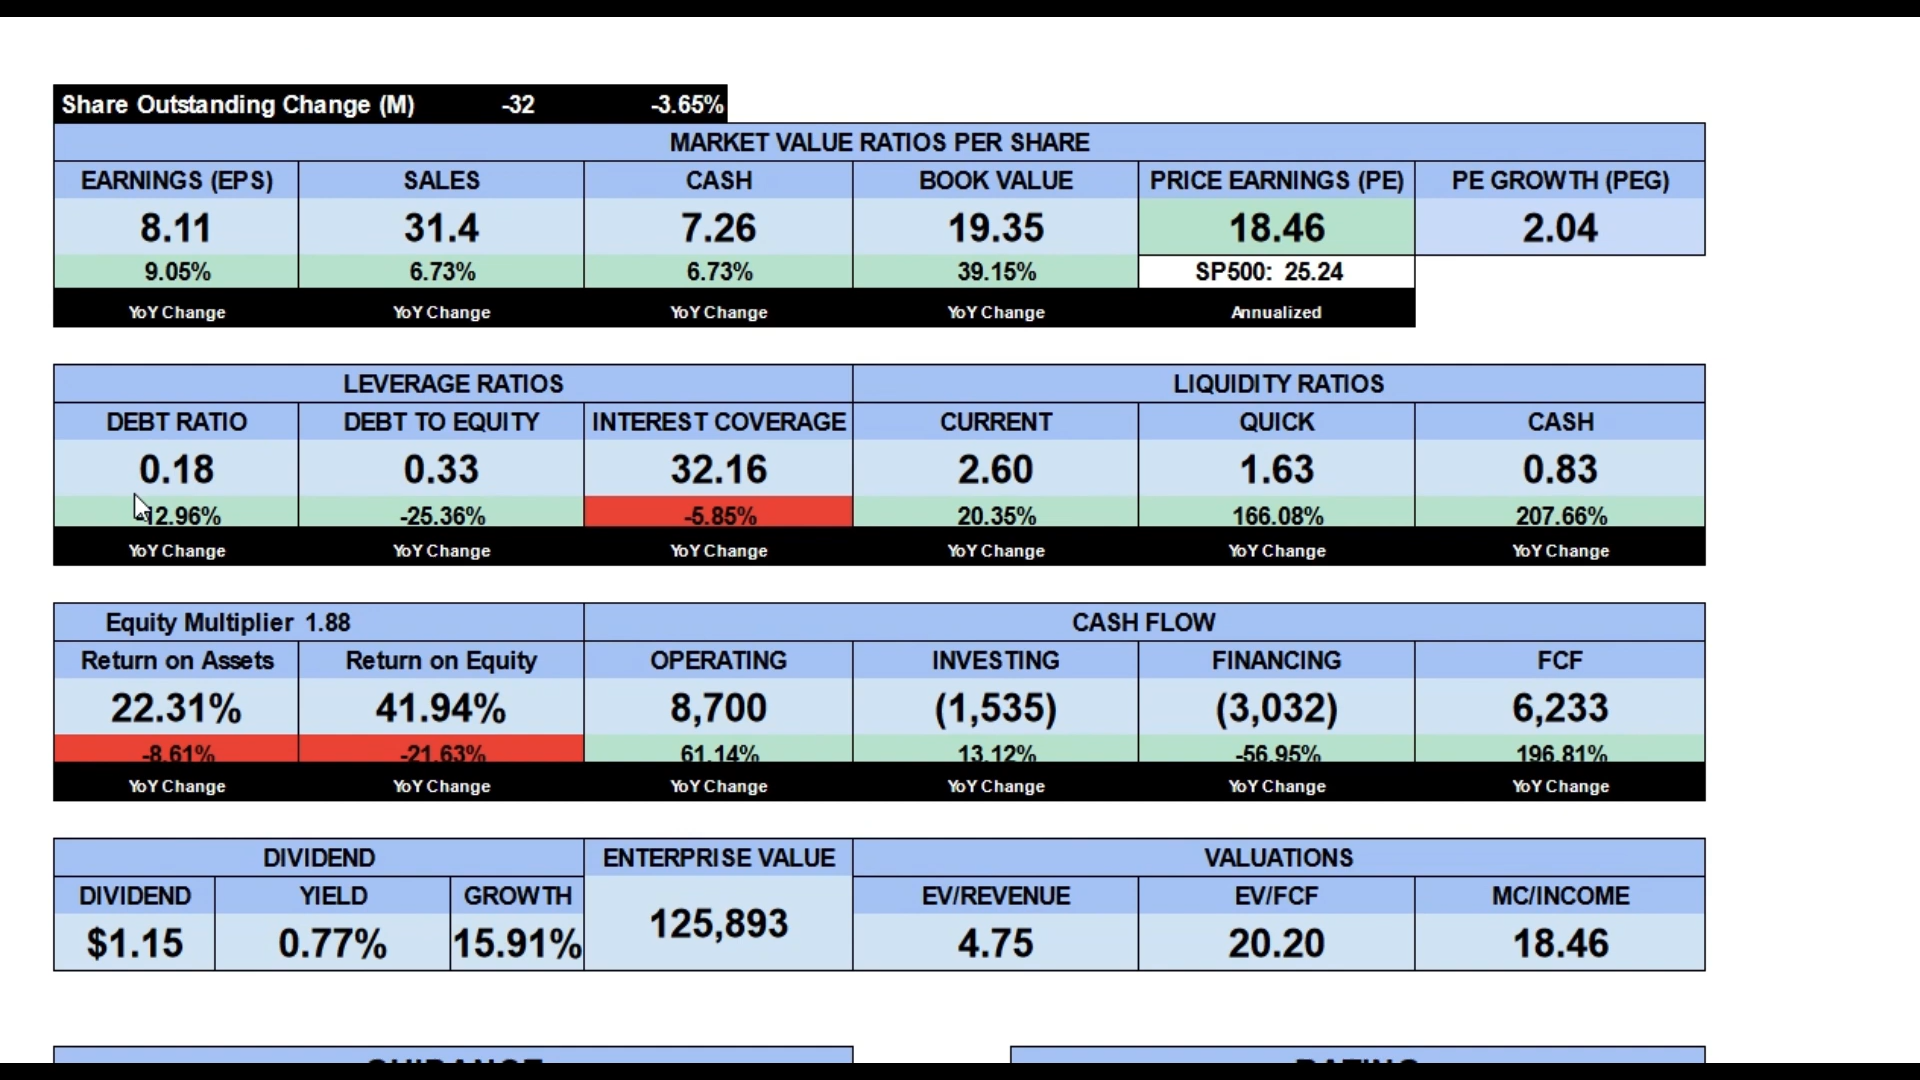 Share Outstanding Change (M) -32 -3.65%
MARKET VALUE RATIOS PER SHARE
EARNINGS (EPS) SALES CASH BOOK VALUE PRICE EARNINGS (PE) PE GROWTH (PEG)
8.11 31.4 7.26 19.35 18.46 2.04
9.05% 6.73% 6.73% 39.15% SP500: 25.24
YoY Change YoY Change YoY Change YoY Change Annualized
LEVERAGE RATIOS LIQUIDITY RATIOS
DEBT RATIO DEBT TO EQUITY INTEREST COVERAGE CURRENT QUICK CASH
0.18 0.33 32.16 2.60 1.63 0.83
-12.96% -25.36% -5.85% 20.35% 166.08% 207.66%
YoY Change YoY Change YoY Change YoY Change YoY Change YoY Change
Equity Multiplier 1.88 CASH FLOW
Return on Assets Return on Equity OPERATING INVESTING FINANCING FCF
22.31% 41.94% 8,700 (1,535) (3,032) 6,233
-8.61% -21.63% 61.14% 13.12% -56.95% 196.81%
YoY Change YoY Change YoY Change YoY Change YoY Change YoY Change
DIVIDEND ENTERPRISE VALUE VALUATIONS
DIVIDEND YIELD GROWTH EV/REVENUE EV/FCF MC/INCOME
$1.15 0.77% 15.91% 125,893 4.75 20.20 18.46
GUIDANCE RATING